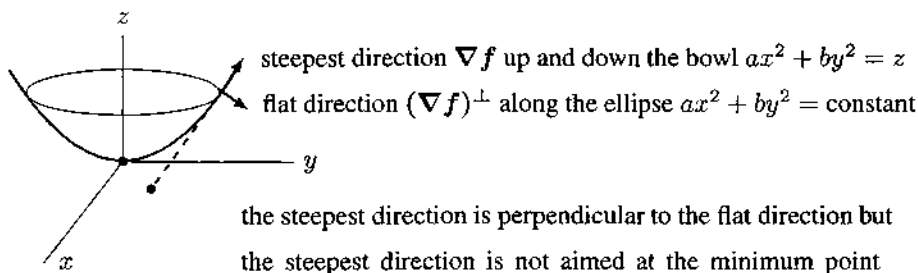 z
steepest direction ∇f up and down the bowl ax² + by² = z
flat direction (∇f)⊥ along the ellipse ax² + by² = constant
y
the steepest direction is perpendicular to the flat direction but
x
the steepest direction is not aimed at the minimum point